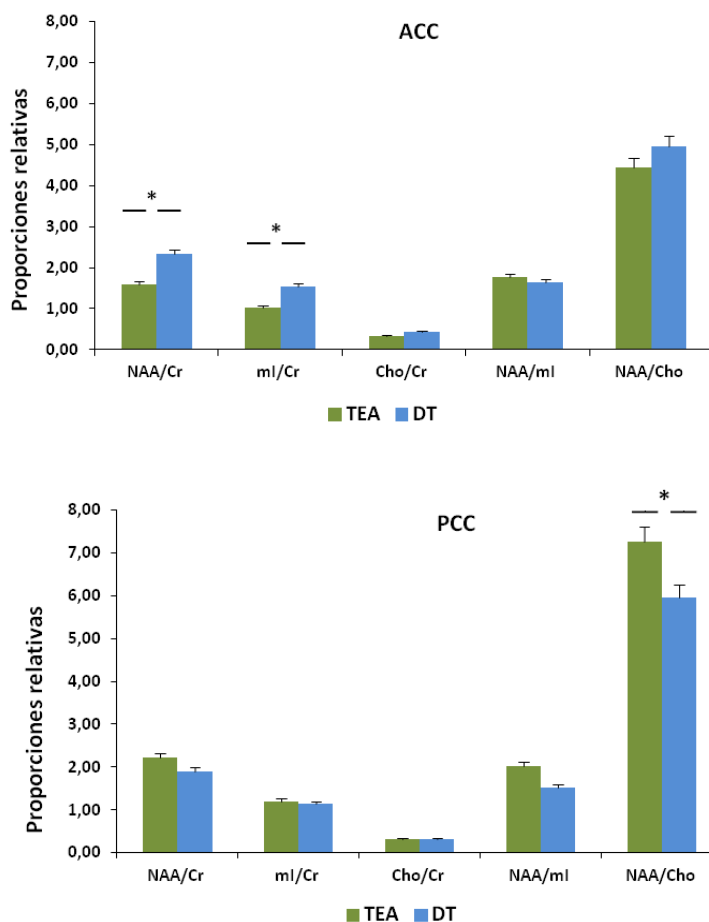 ACC
Proporciones relativas
8,00
7,00
6,00
5,00
4,00
3,00
2,00
1,00
0,00
*
*
NAA/Cr mI/Cr Cho/Cr NAA/mI NAA/Cho
TEA DT
PCC
Proporciones relativas
8,00
7,00
6,00
5,00
4,00
3,00
2,00
1,00
0,00
*
NAA/Cr mI/Cr Cho/Cr NAA/mI NAA/Cho
TEA DT